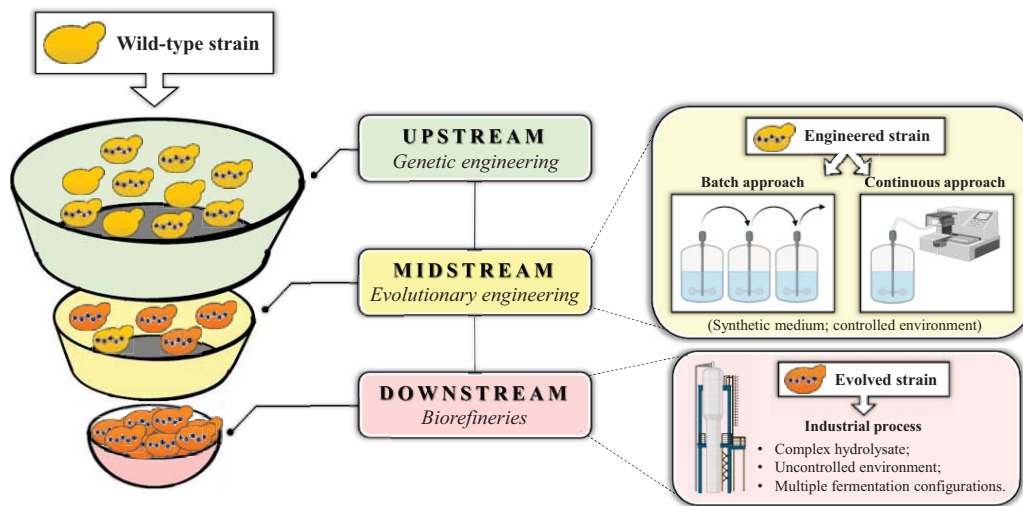 Wild-type strain
UPSTREAM
Genetic engineering
MIDSTREAM
Evolutionary engineering
DOWNSTREAM
Biorefineries
Engineered strain
Batch approach
Continuous approach
(Synthetic medium; controlled environment)
Evolved strain
Industrial process
• Complex hydrolysate;
• Uncontrolled environment;
• Multiple fermentation configurations.